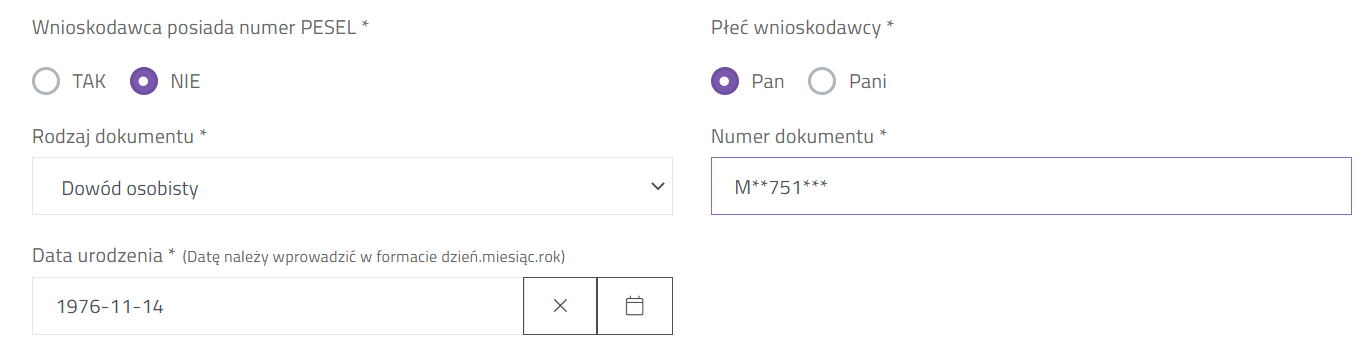 Wnioskodawca posiada numer PESEL *
Płeć wnioskodawcy *
TAK NIE
Pan Pani
Rodzaj dokumentu *
Numer dokumentu *
Dowód osobisty
M**751***
Data urodzenia * (Datę należy wprowadzić w formacie dzień.miesiąc.rok)
1976-11-14